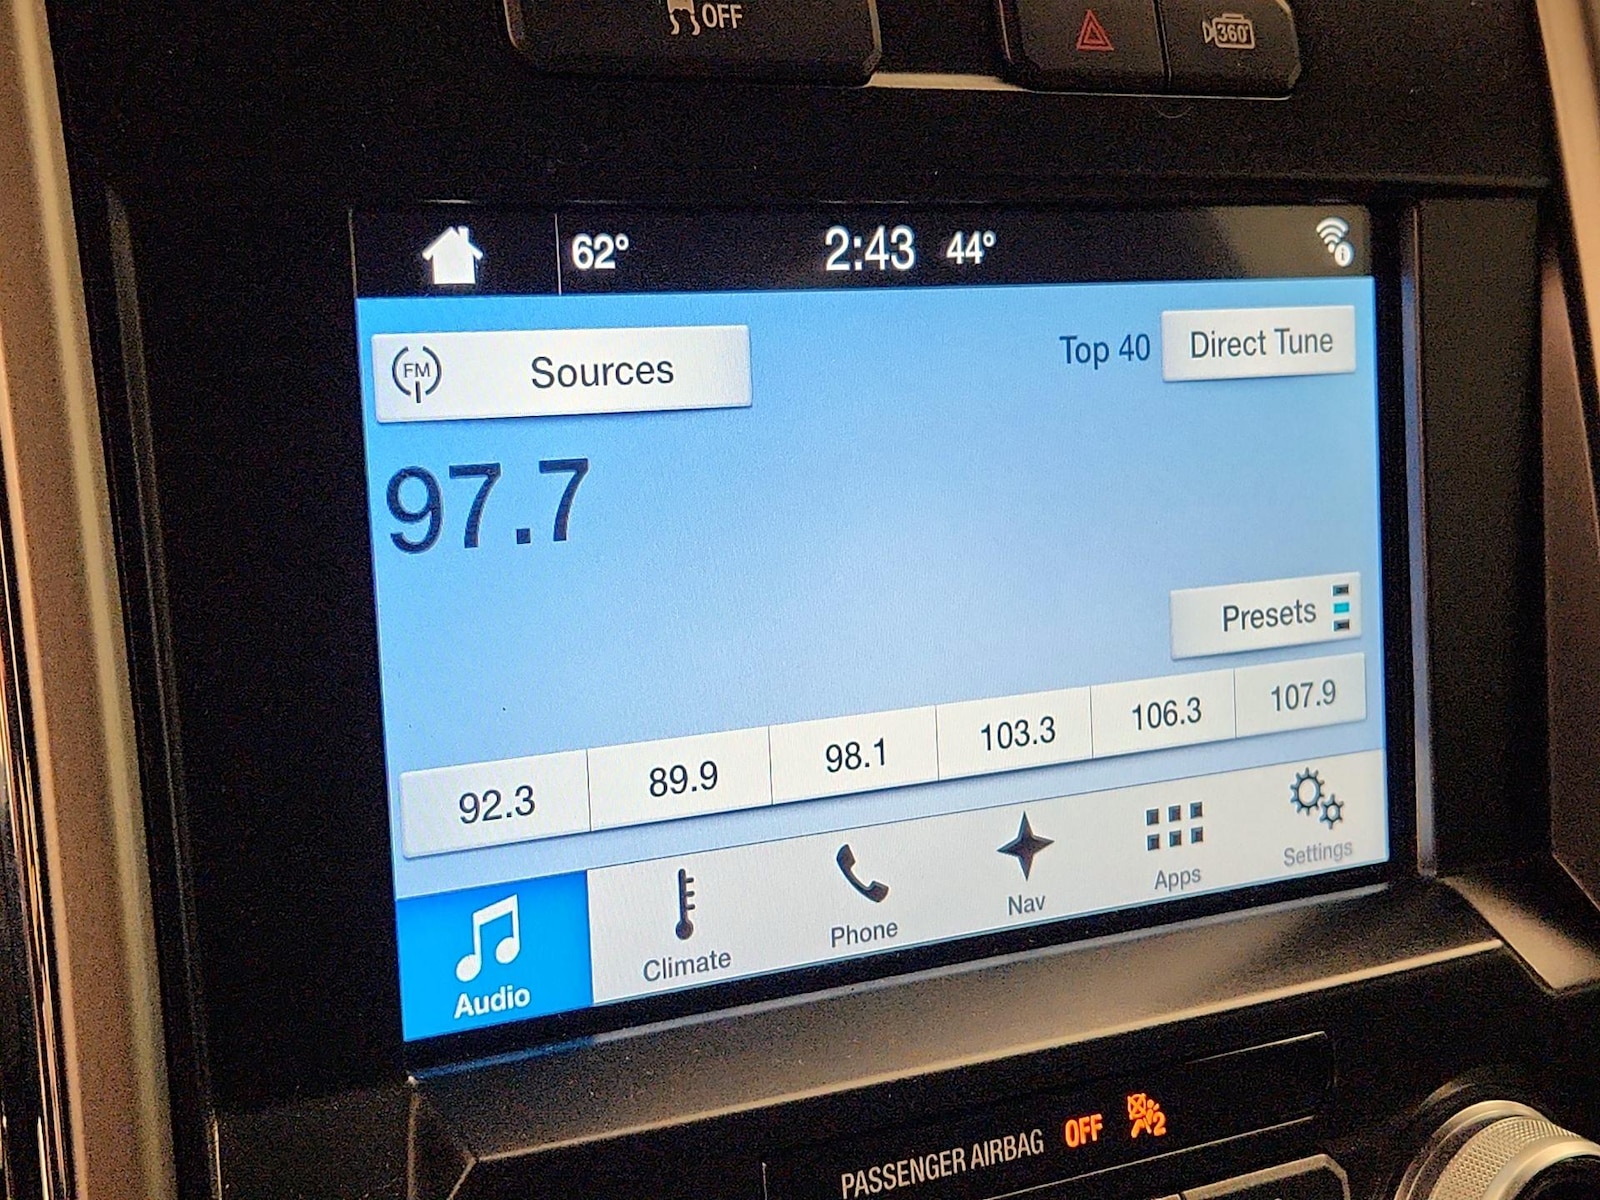 OFF
360°
62° 2:43 44°
FM Sources Top 40 Direct Tune
97.7
Presets
92.3 89.9 98.1 103.3 106.3 107.9
Audio Climate Phone Nav Apps Settings
PASSENGER AIRBAG OFF 2